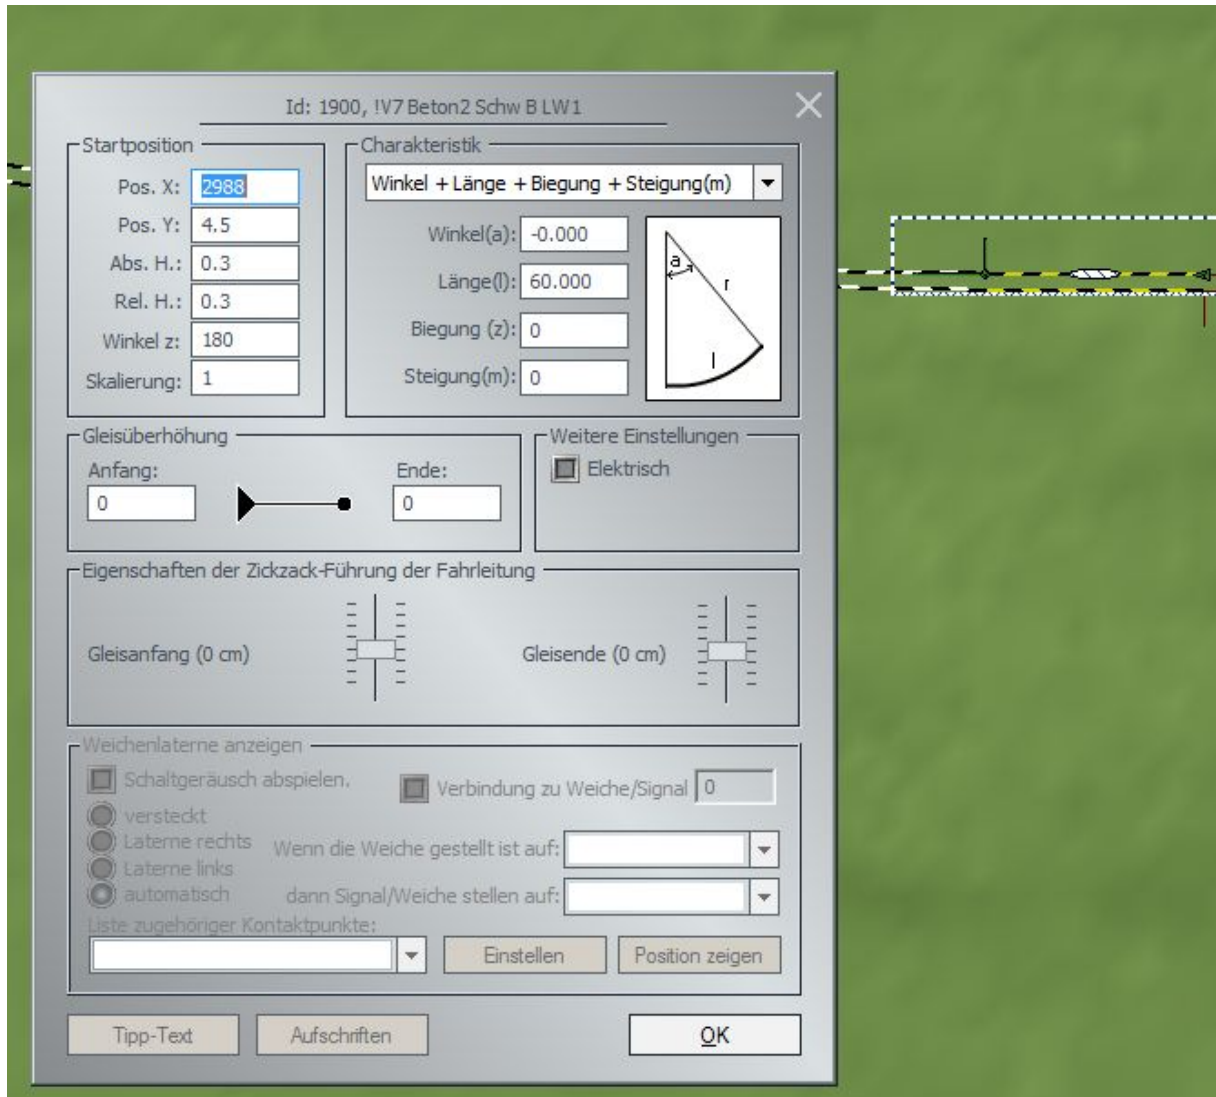 Id: 1900, !V7 Beton2 Schw B LW1
Startposition
Pos. X: 2988
Pos. Y: 4.5
Abs. H.: 0.3
Rel. H.: 0.3
Winkel z: 180
Skalierung: 1
Charakteristik
Winkel + Länge + Biegung + Steigung(m)
Winkel(a): -0.000
Länge(l): 60.000
Biegung (z): 0
Steigung(m): 0
a
r
l
Gleisüberhöhung
Anfang: Ende:
0 0
Weitere Einstellungen
Elektrisch
Eigenschaften der Zickzack-Führung der Fahrleitung
Gleisanfang (0 cm) Gleisende (0 cm)
Weichenlaterne anzeigen
Schaltgeräusch abspielen.
Verbindung zu Weiche/Signal 0
versteckt
Laterne rechts
Laterne links
automatisch
Wenn die Weiche gestellt ist auf:
dann Signal/Weiche stellen auf:
Liste zugehöriger Kontaktpunkte:
Einstellen Position zeigen
Tipp-Text Aufschriften OK